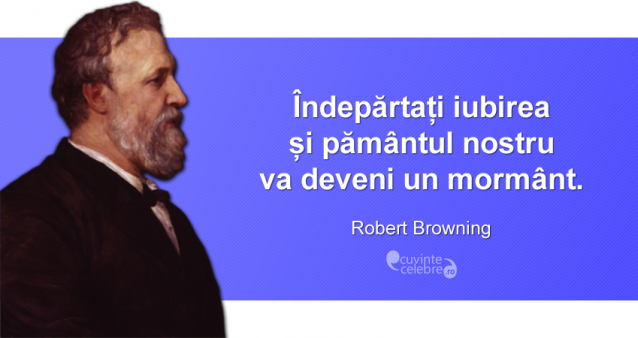 Îndepărtați iubirea
și pământul nostru
va deveni un mormânt.
Robert Browning
cuvinte
celebre.ro